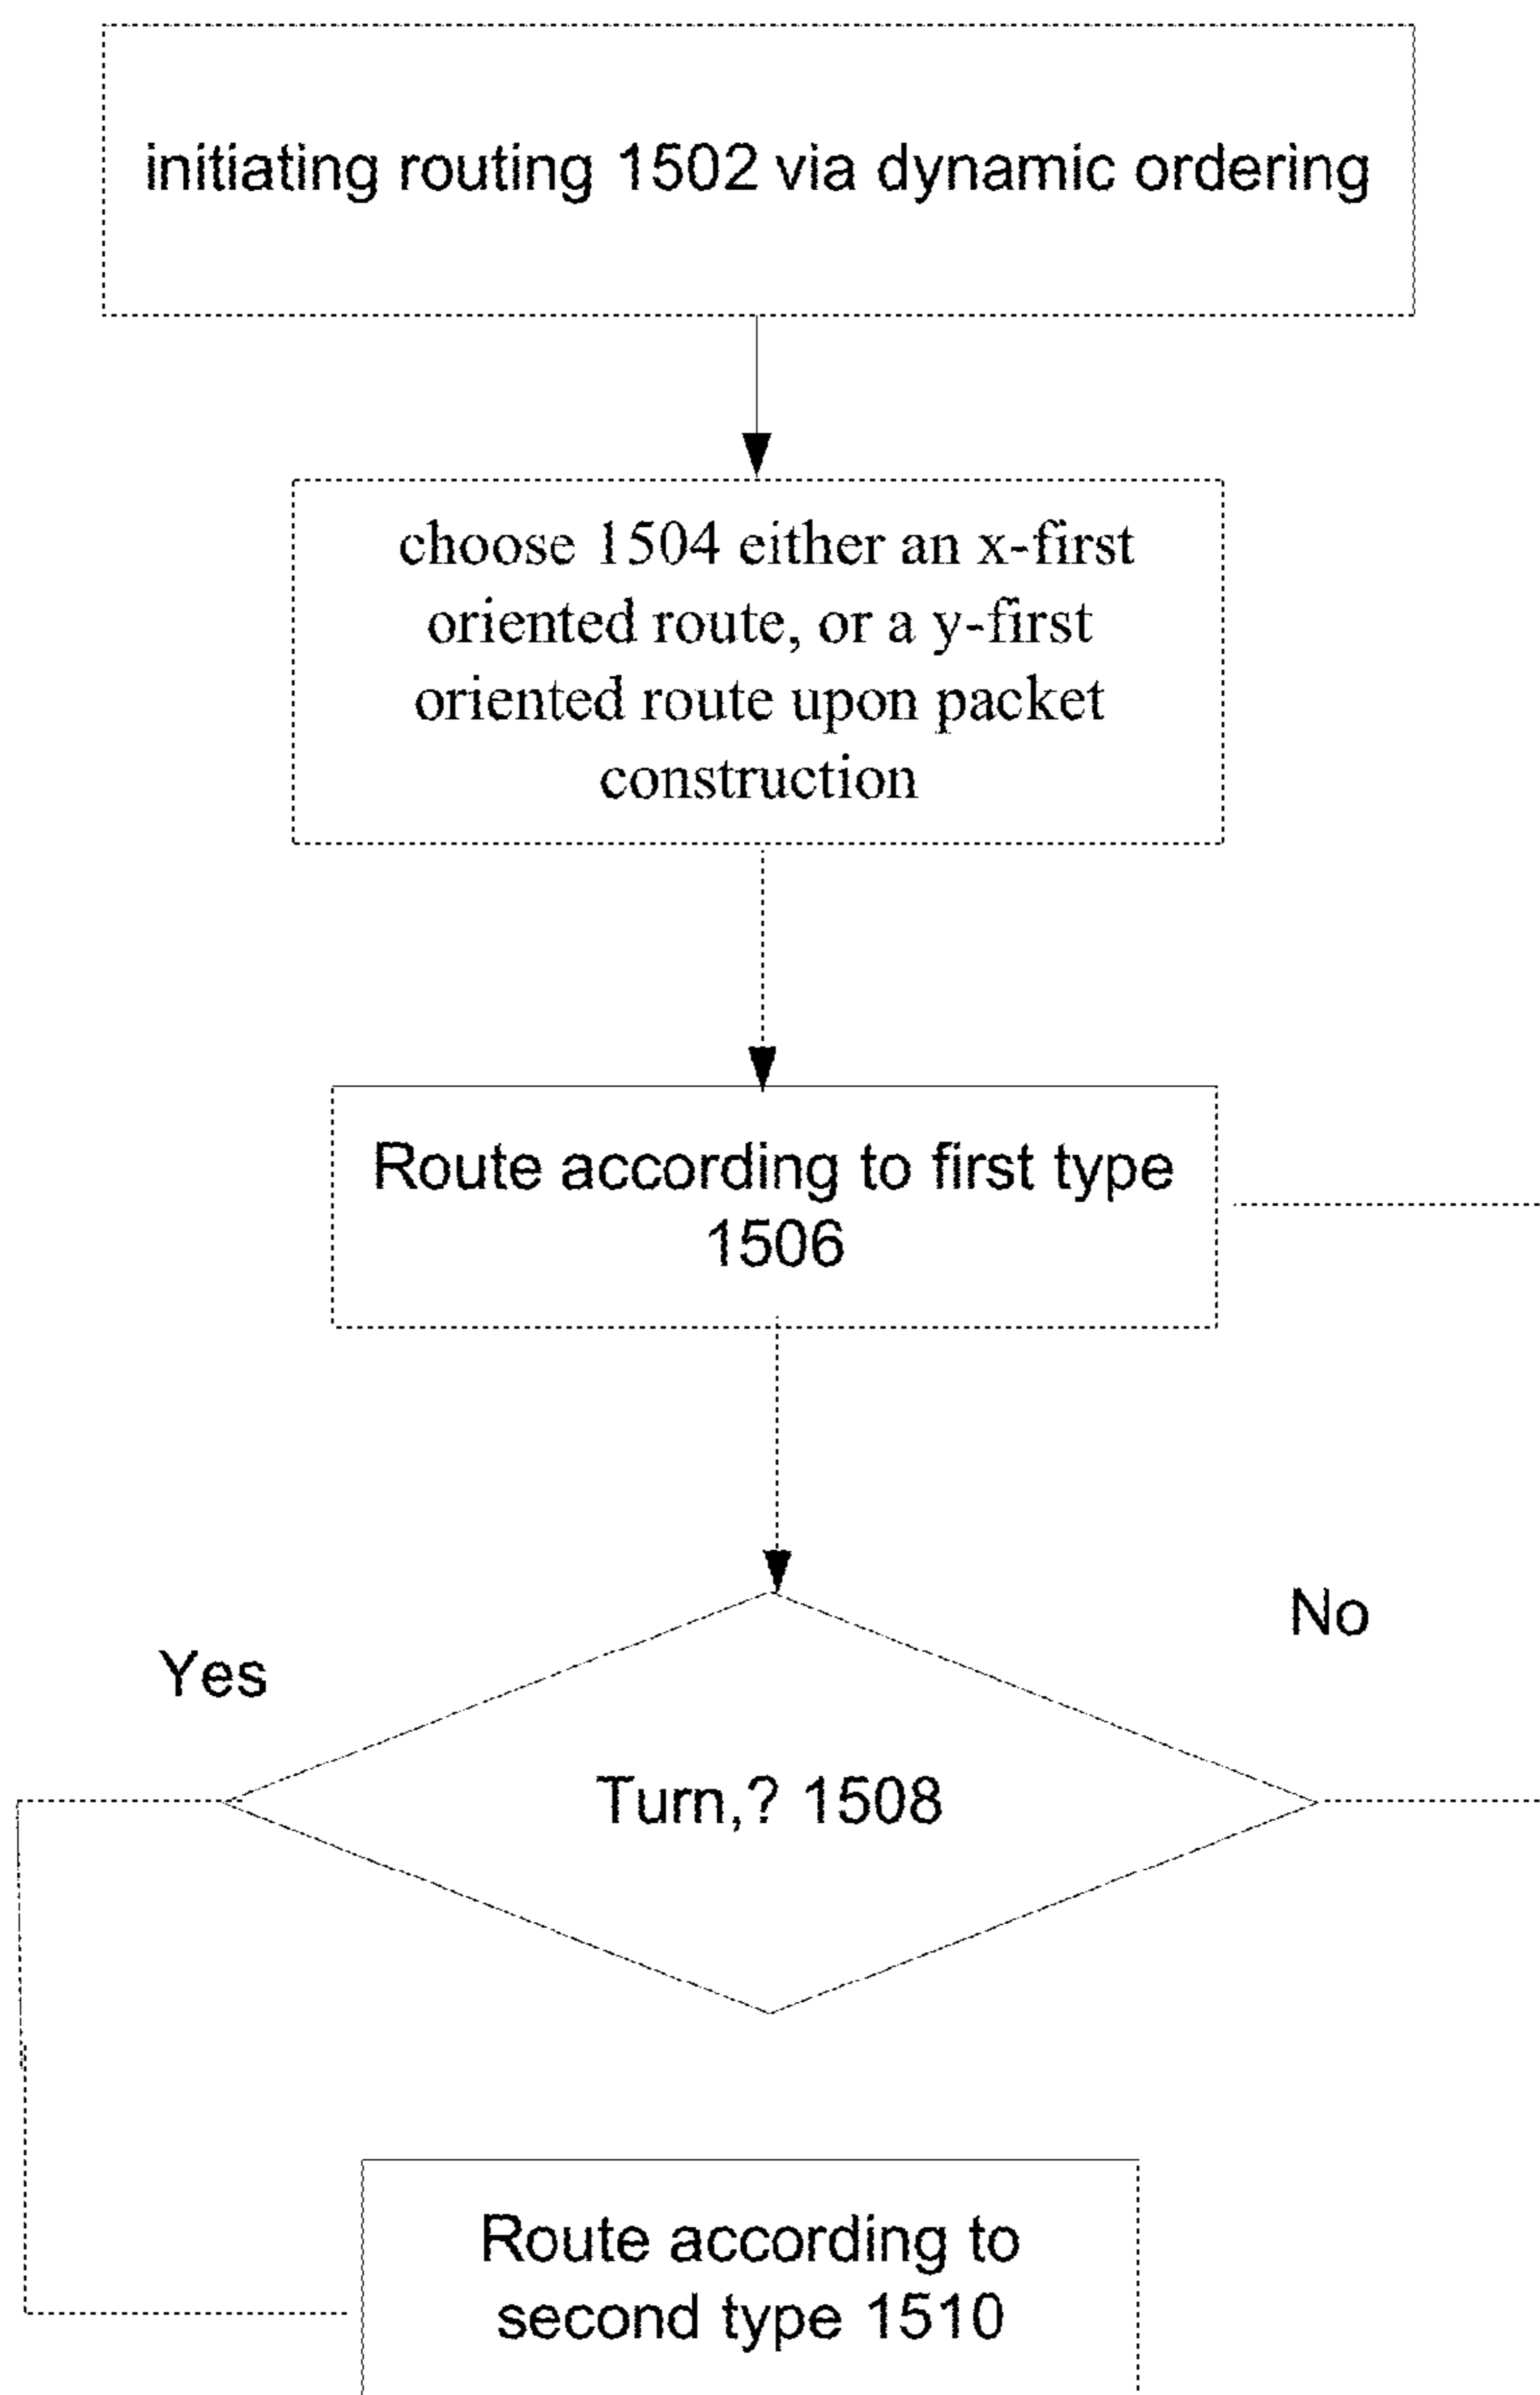 initiating routing 1502 via dynamic ordering
choose 1504 either an x-first
oriented route, or a y-first
oriented route upon packet
construction
Route according to first type
1506
No
Yes
Turn,? 1508
Route according to
second type 1510